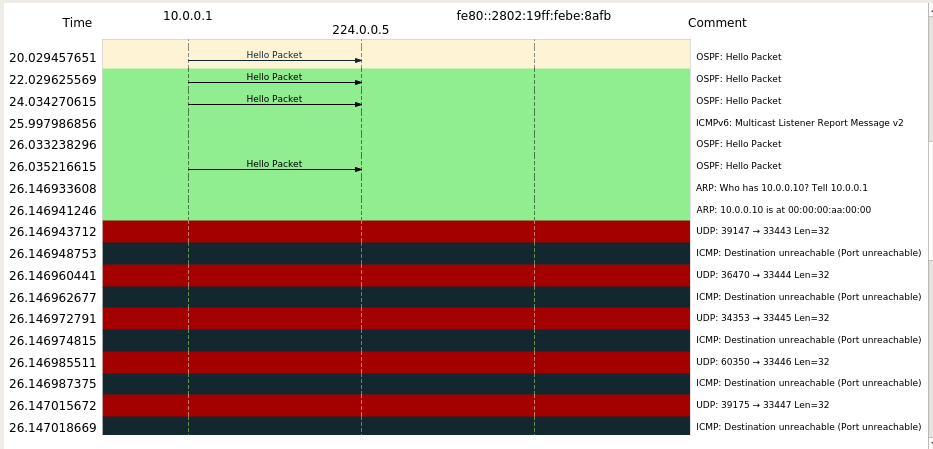 Time 10.0.0.1 224.0.0.5 fe80::2802:19ff:febe:8afb Comment
20.029457651 Hello Packet OSPF: Hello Packet
22.029625569 Hello Packet OSPF: Hello Packet
24.034270615 Hello Packet OSPF: Hello Packet
25.997986856 ICMPv6: Multicast Listener Report Message v2
26.033238296 OSPF: Hello Packet
26.035216615 Hello Packet OSPF: Hello Packet
26.146933608 ARP: Who has 10.0.0.10? Tell 10.0.0.1
26.146941246 ARP: 10.0.0.10 is at 00:00:00:aa:00:00
26.146943712 UDP: 39147 → 33443 Len=32
26.146948753 ICMP: Destination unreachable (Port unreachable)
26.146960441 UDP: 36470 → 33444 Len=32
26.146962677 ICMP: Destination unreachable (Port unreachable)
26.146972791 UDP: 34353 → 33445 Len=32
26.146974815 ICMP: Destination unreachable (Port unreachable)
26.146985511 UDP: 60350 → 33446 Len=32
26.146987375 ICMP: Destination unreachable (Port unreachable)
26.147015672 UDP: 39175 → 33447 Len=32
26.147018669 ICMP: Destination unreachable (Port unreachable)